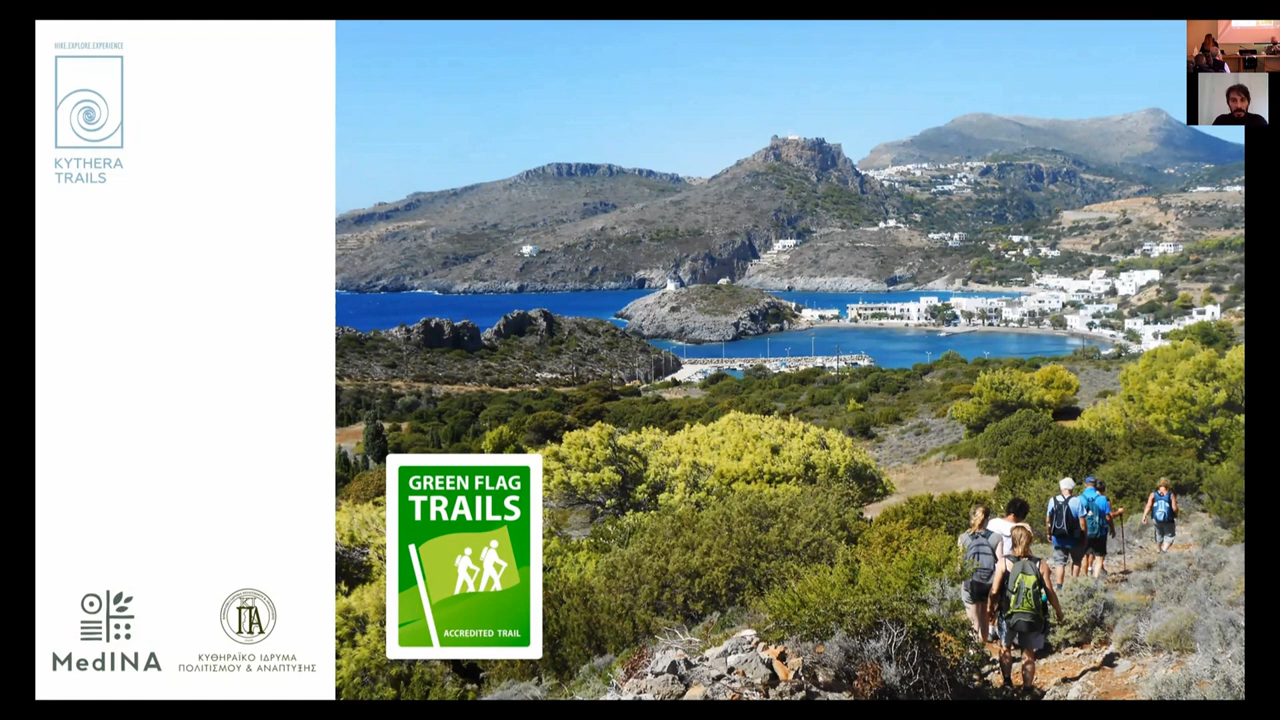 HIKE.EXPLORE.EXPERIENCE
KYTHERA
TRAILS
GREEN FLAG
TRAILS
ACCREDITED TRAIL
MedINA
ΚΥΘΗΡΑΪΚΟ ΙΔΡΥΜΑ
ΠΟΛΙΤΙΣΜΟΥ & ΑΝΑΠΤΥΞΗΣ